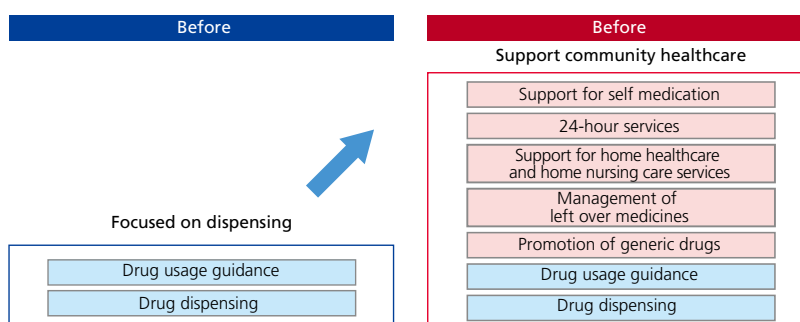 Before
Focused on dispensing
Drug usage guidance
Drug dispensing
Before
Support community healthcare
Support for self medication
24-hour services
Support for home healthcare
and home nursing care services
Management of
left over medicines
Promotion of generic drugs
Drug usage guidance
Drug dispensing